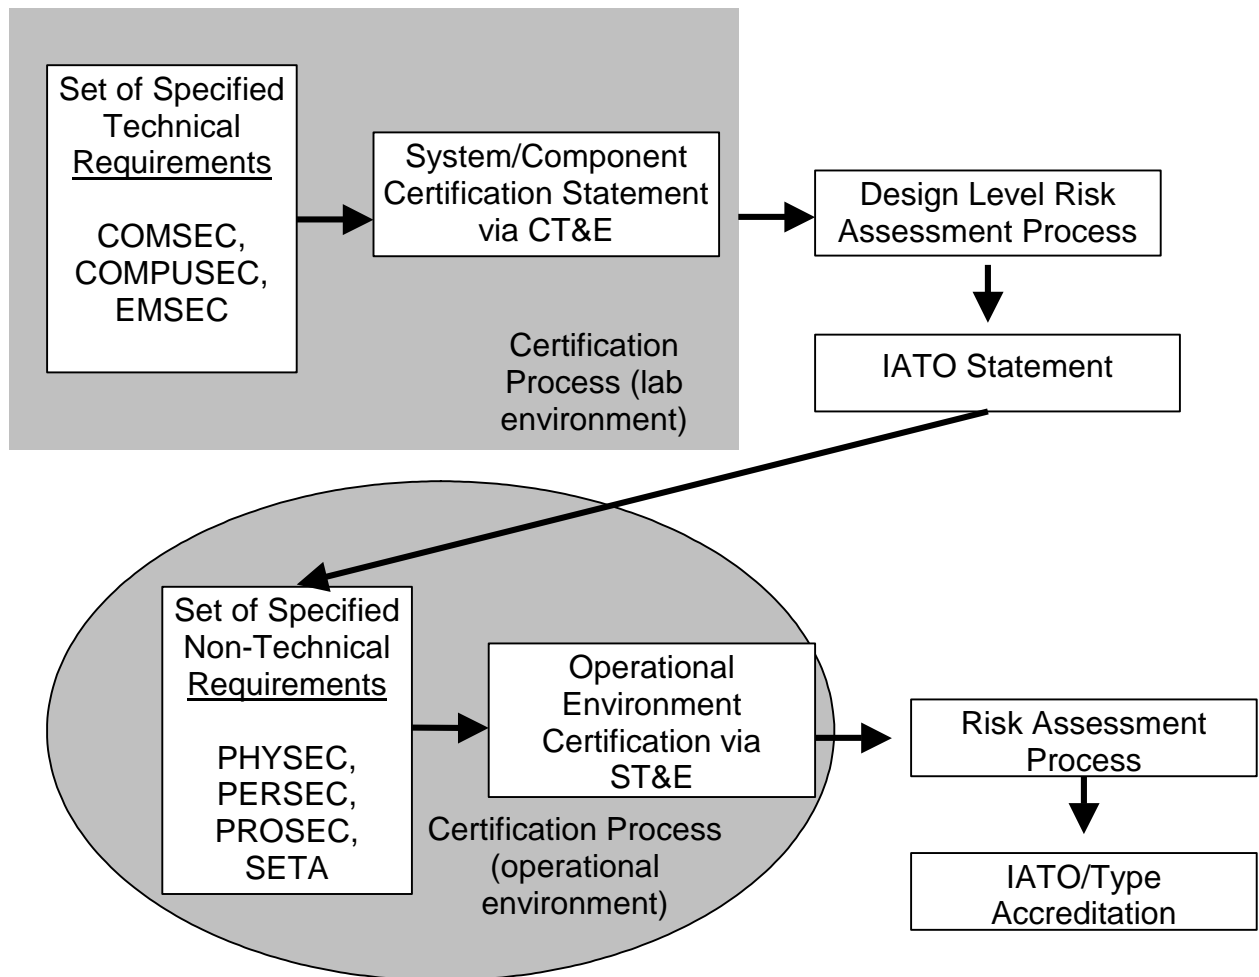 Set of Specified
Technical
Requirements
COMSEC,
COMPUSEC,
EMSEC
System/Component
Certification Statement
via CT&E
Certification
Process (lab
environment)
Design Level Risk
Assessment Process
IATO Statement
Set of Specified
Non-Technical
Requirements
PHYSEC,
PERSEC,
PROSEC,
SETA
Operational
Environment
Certification via
ST&E
Certification Process
(operational
environment)
Risk Assessment
Process
IATO/Type
Accreditation